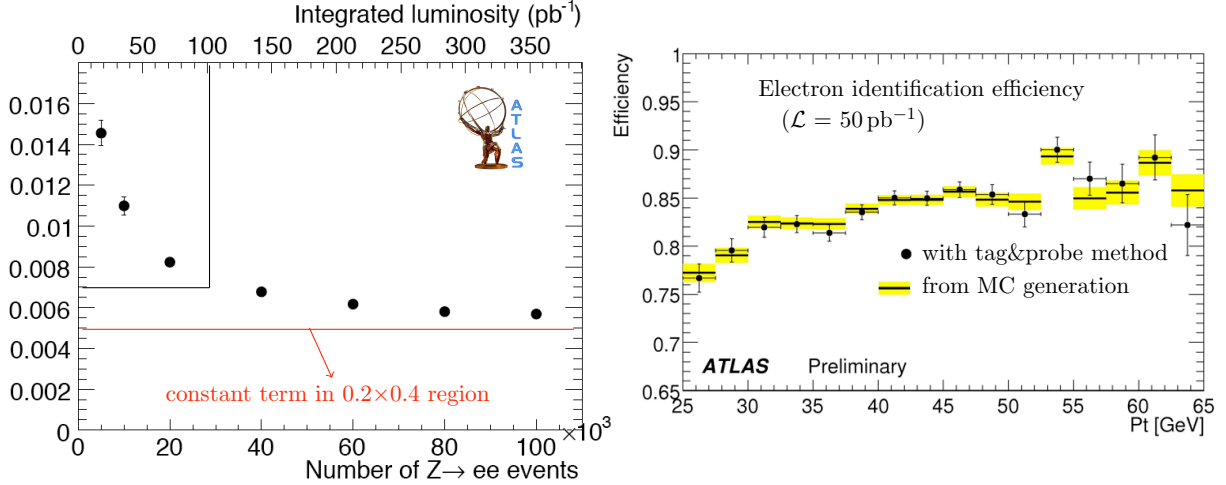 Integrated luminosity (pb⁻¹)
0 50 100 150 200 250 300 350
0.016
0.014
0.012
0.01
0.008
0.006
0.004
0.002
0
ATLAS
constant term in 0.2×0.4 region
0 20 40 60 80 100 ×10³
Number of Z→ ee events
Efficiency
1
0.95
0.9
0.85
0.8
0.75
0.7
0.65
Electron identification efficiency
(ℒ = 50 pb⁻¹)
with tag&probe method
from MC generation
ATLAS Preliminary
25 30 35 40 45 50 55 60 65
Pt [GeV]